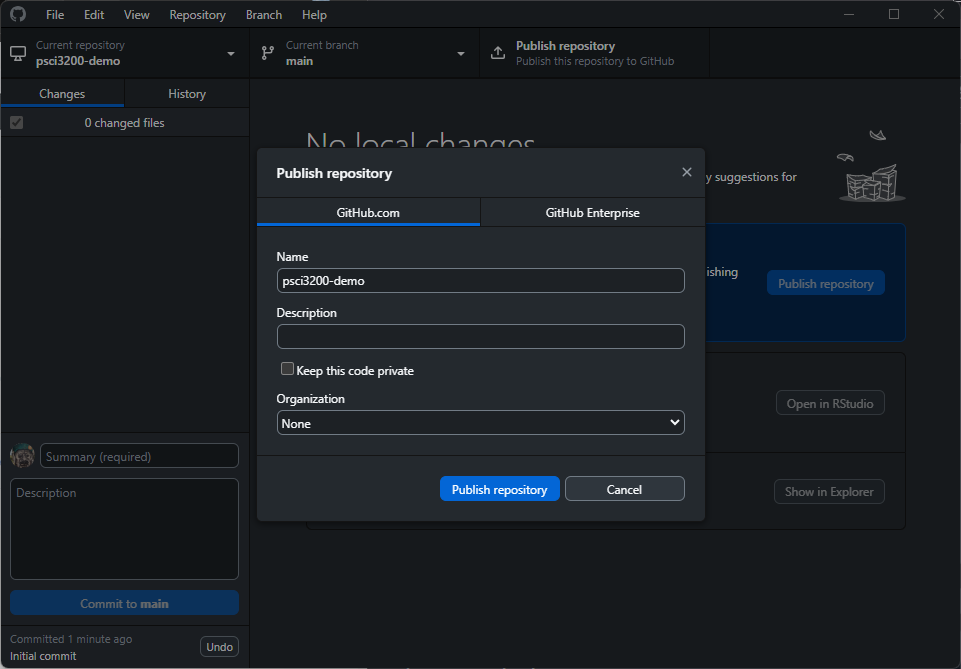 File Edit View Repository Branch Help
Current repository
psci3200-demo
Current branch
main
Publish repository
Publish this repository to GitHub
Changes History
0 changed files
No local changes
y suggestions for
ishing
Publish repository
Open in RStudio
Show in Explorer
Publish repository
GitHub.com GitHub Enterprise
Name
psci3200-demo
Description
Keep this code private
Organization
None
Publish repository Cancel
Summary (required)
Description
Commit to main
Committed 1 minute ago
Initial commit
Undo